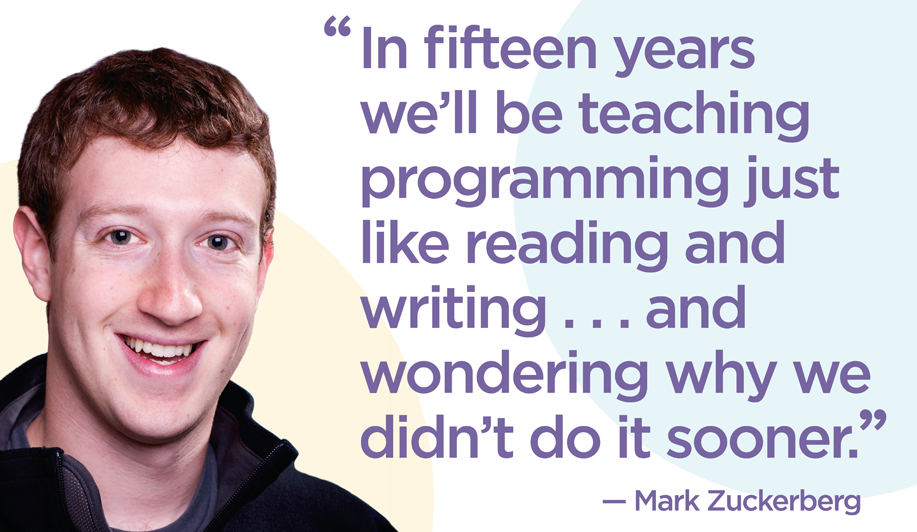 “In fifteen years
we’ll be teaching
programming just
like reading and
writing . . . and
wondering why we
didn’t do it sooner.”
— Mark Zuckerberg